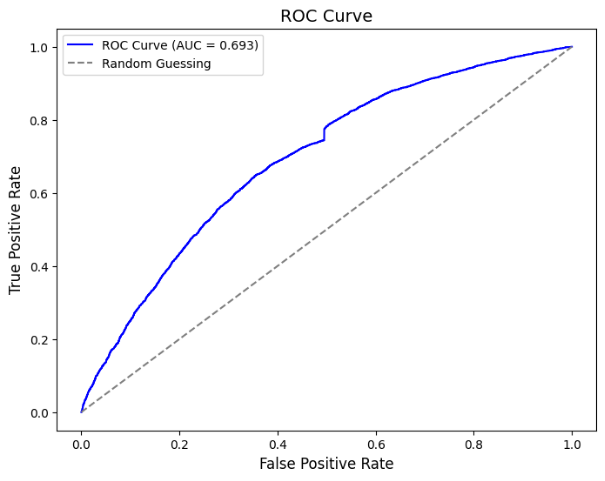 ROC Curve
ROC Curve (AUC = 0.693)
Random Guessing
True Positive Rate
1.0
0.8
0.6
0.4
0.2
0.0
0.0 0.2 0.4 0.6 0.8 1.0
False Positive Rate